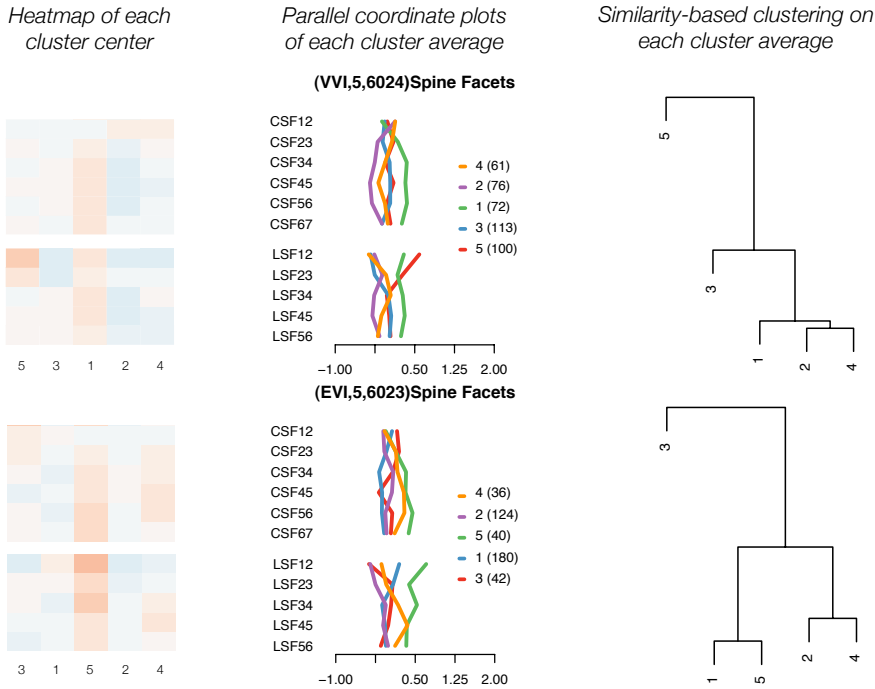 Heatmap of each
cluster center
Parallel coordinate plots
of each cluster average
Similarity-based clustering on
each cluster average
(VVI,5,6024)Spine Facets
CSF12
CSF23
CSF34
CSF45
CSF56
CSF67
LSF12
LSF23
LSF34
LSF45
LSF56
4 (61)
2 (76)
1 (72)
3 (113)
5 (100)
−1.00 0.50 1.25 2.00
5 3 1 2 4
5
3
1
2
4
(EVI,5,6023)Spine Facets
CSF12
CSF23
CSF34
CSF45
CSF56
CSF67
LSF12
LSF23
LSF34
LSF45
LSF56
4 (36)
2 (124)
5 (40)
1 (180)
3 (42)
−1.00 0.50 1.25 2.00
3 1 5 2 4
3
1
5
2
4